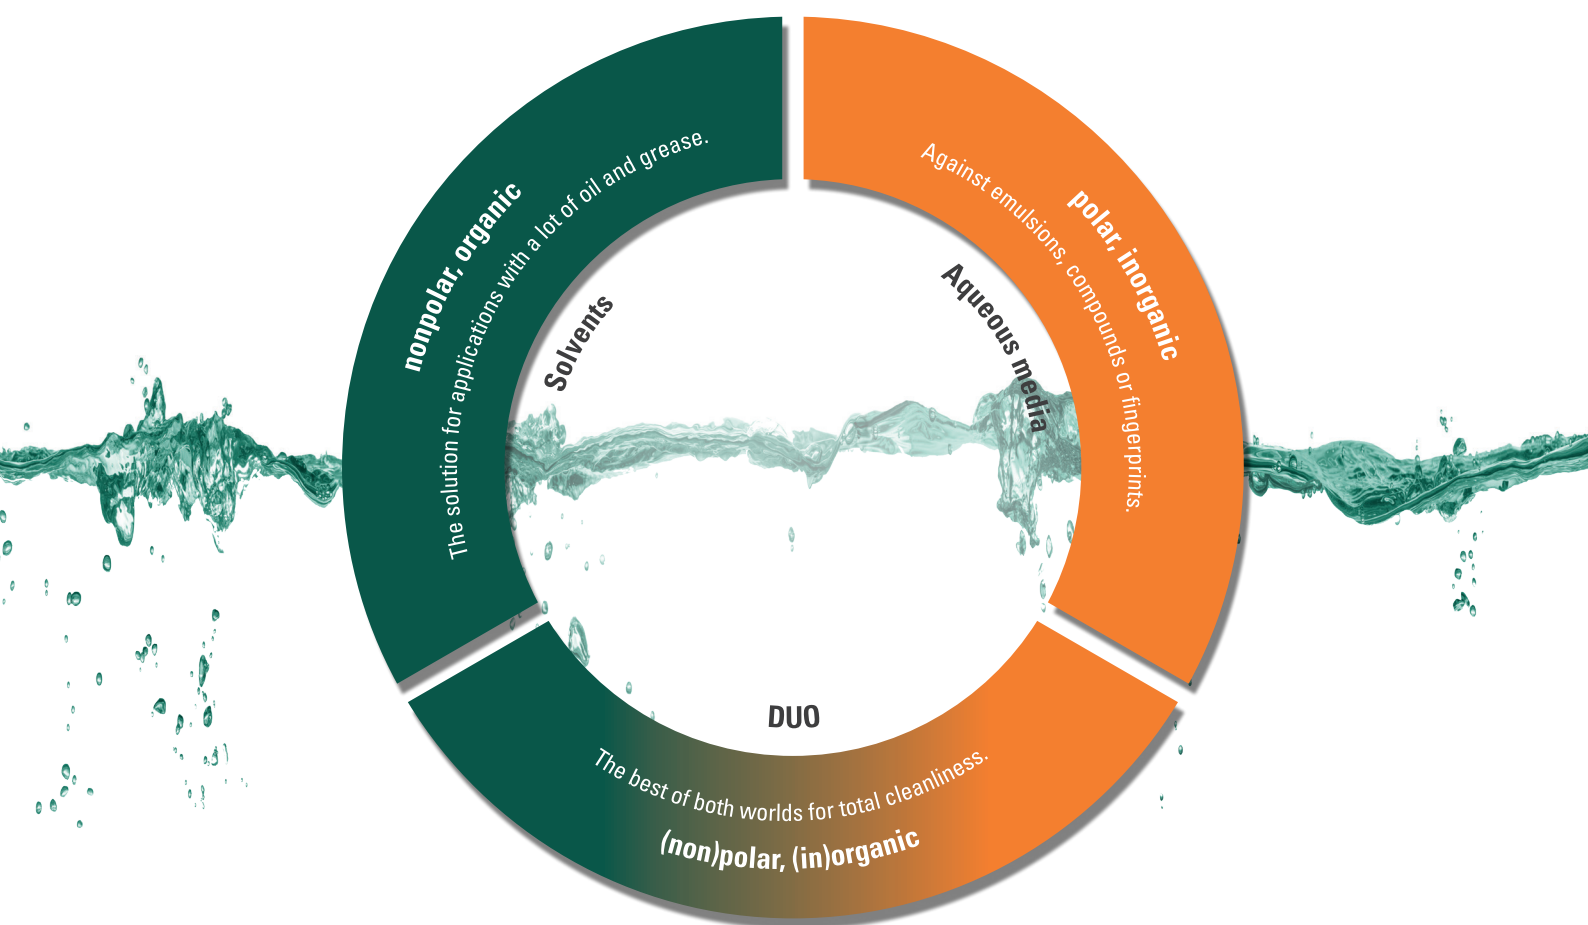 nonpolar, organic
The solution for applications with a lot of oil and grease.
Solvents
polar, inorganic
Against emulsions, compounds or fingerprints.
Aqueous media
DUO
The best of both worlds for total cleanliness.
(non)polar, (in)organic